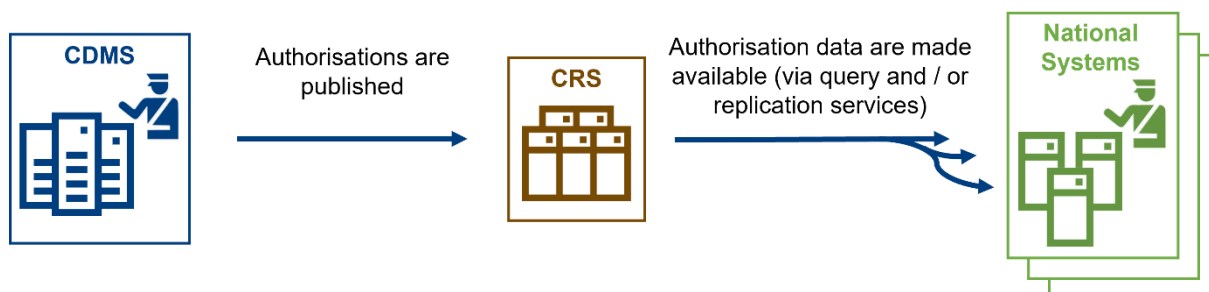 CDMS
Authorisations are
published
CRS
Authorisation data are made
available (via query and / or
replication services)
National
Systems